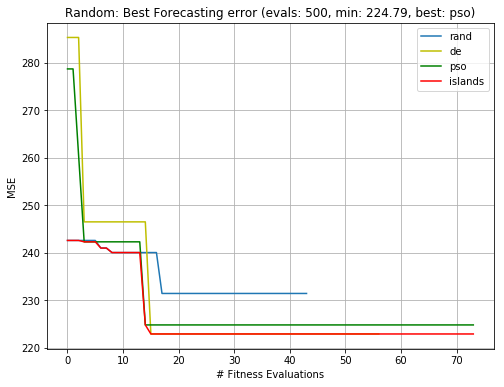 Random: Best Forecasting error (evals: 500, min: 224.79, best: pso)
rand
de
pso
islands
MSE
280
270
260
250
240
230
220
0 10 20 30 40 50 60 70
# Fitness Evaluations